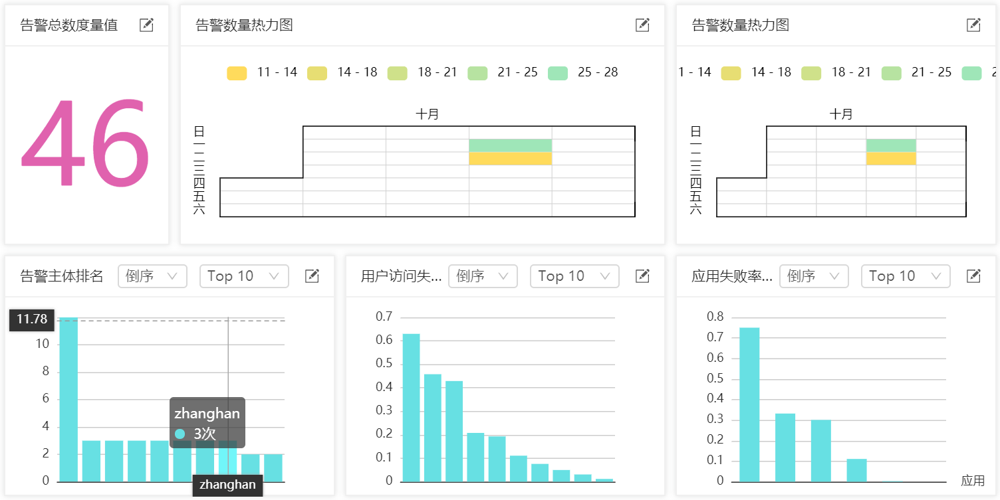 告警总数度量值
46
告警数量热力图
11 - 14 14 - 18 18 - 21 21 - 25 25 - 28
十月
日
一
二
三
四
五
六
告警数量热力图
1 - 14 14 - 18 18 - 21 21 - 25 2
十月
日
一
二
三
四
五
六
告警主体排名 倒序 Top 10
11.78
10
8
6
4
2
0
zhanghan
3次
zhanghan
用户访问失... 倒序 Top 10
0.7
0.6
0.5
0.4
0.3
0.2
0.1
0
应用失败率... 倒序 Top 10
0.8
0.7
0.6
0.5
0.4
0.3
0.2
0.1
0
应用